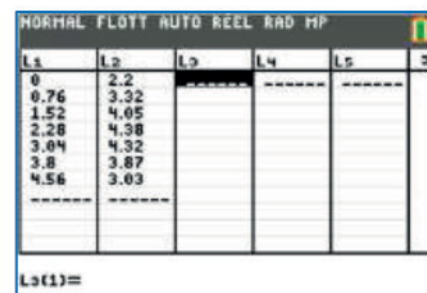 NORMAL FLOTT AUTO RÉEL RAD MP
L1 L2 L3 L4 L5
0 2.2 ------ ------ ------
0.76 3.32
1.52 4.05
2.28 4.38
3.04 4.32
3.8 3.87
4.56 3.03
------ ------
L3(1)=